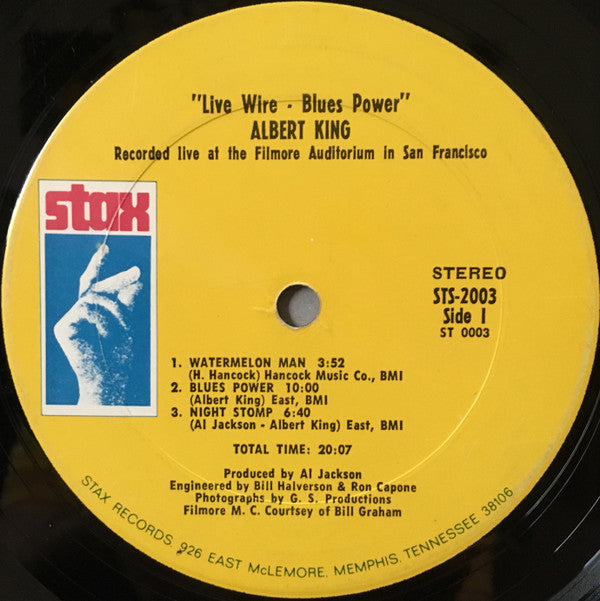 "Live Wire - Blues Power"
ALBERT KING
Recorded live at the Filmore Auditorium in San Francisco
stax
STEREO
STS-2003
Side I
ST 0003
1. WATERMELON MAN 3:52
(H. Hancock) Hancock Music Co., BMI
2. BLUES POWER 10:00
(Albert King) East, BMI
3. NIGHT STOMP 6:40
(Al Jackson - Albert King) East, BMI
TOTAL TIME: 20:07
Produced by Al Jackson
Engineered by Bill Halverson & Ron Capone
Photographs by G. S. Productions
Filmore M. C. Courtsey of Bill Graham
STAX RECORDS, 926 EAST McLEMORE, MEMPHIS, TENNESSEE 38106